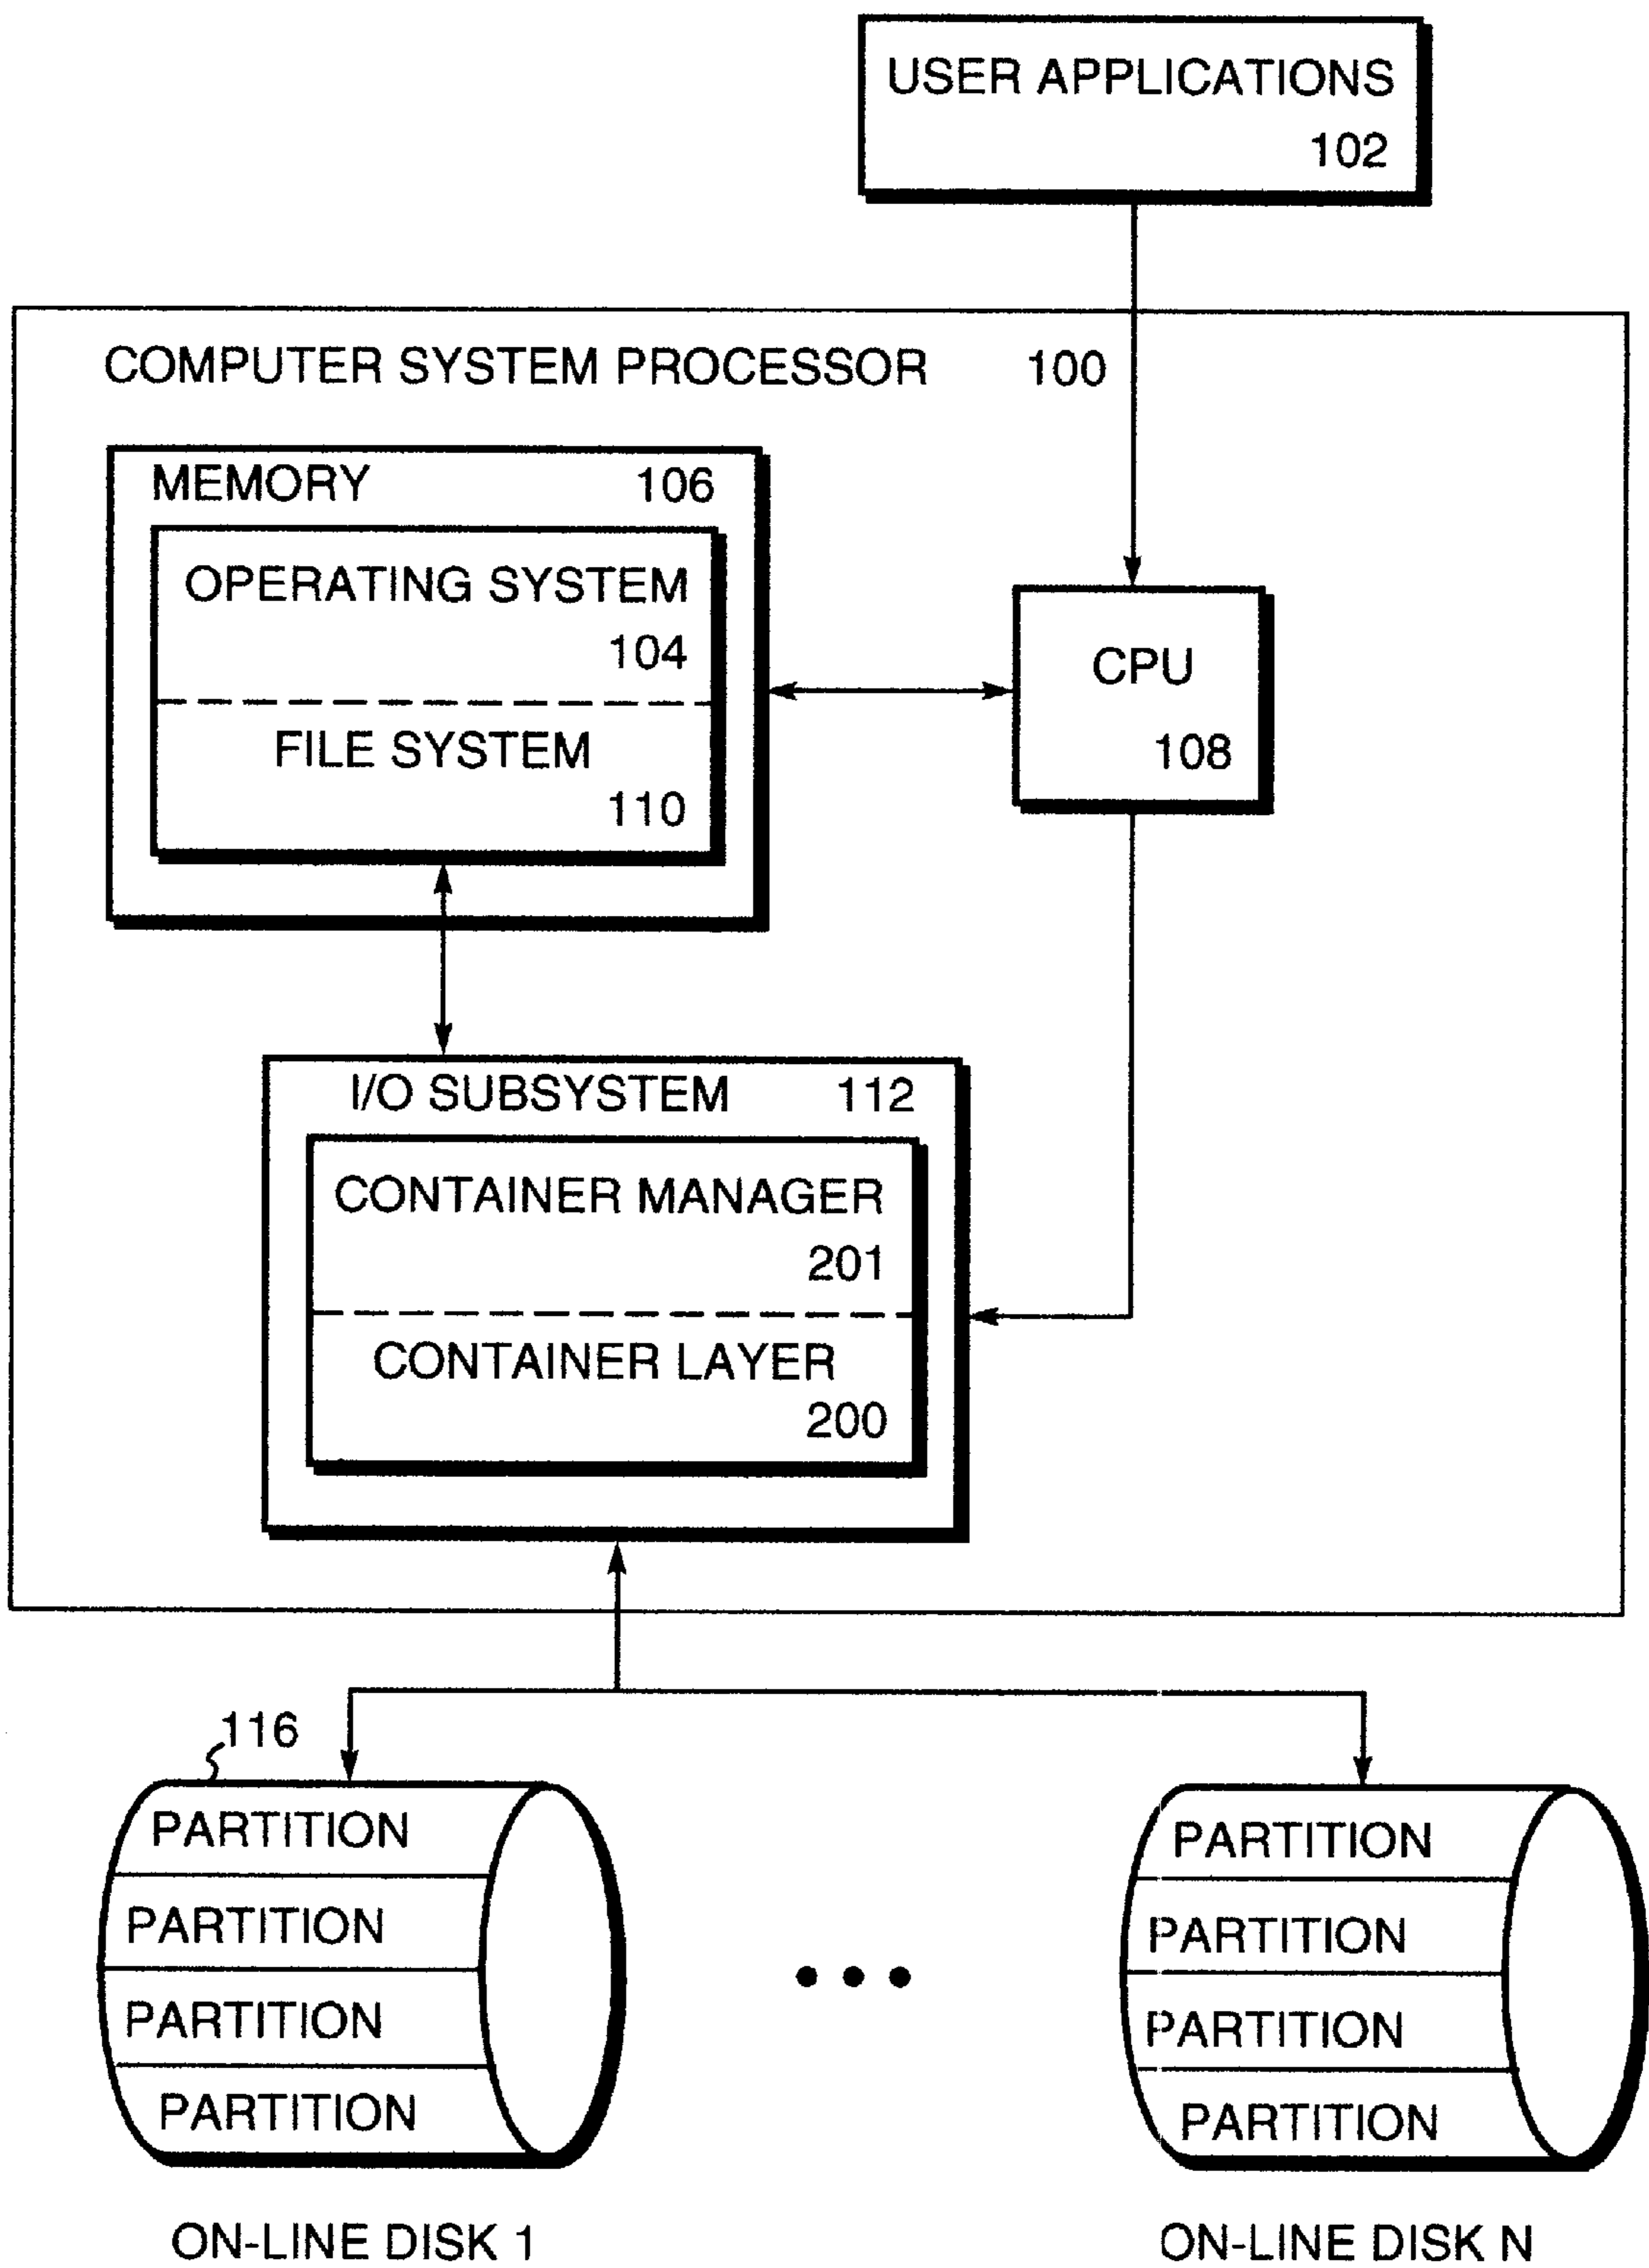 USER APPLICATIONS
102
COMPUTER SYSTEM PROCESSOR 100
MEMORY 106
OPERATING SYSTEM
104
FILE SYSTEM
110
CPU
108
I/O SUBSYSTEM 112
CONTAINER MANAGER
201
CONTAINER LAYER
200
116
PARTITION
PARTITION
PARTITION
PARTITION
ON-LINE DISK 1
PARTITION
PARTITION
PARTITION
PARTITION
ON-LINE DISK N